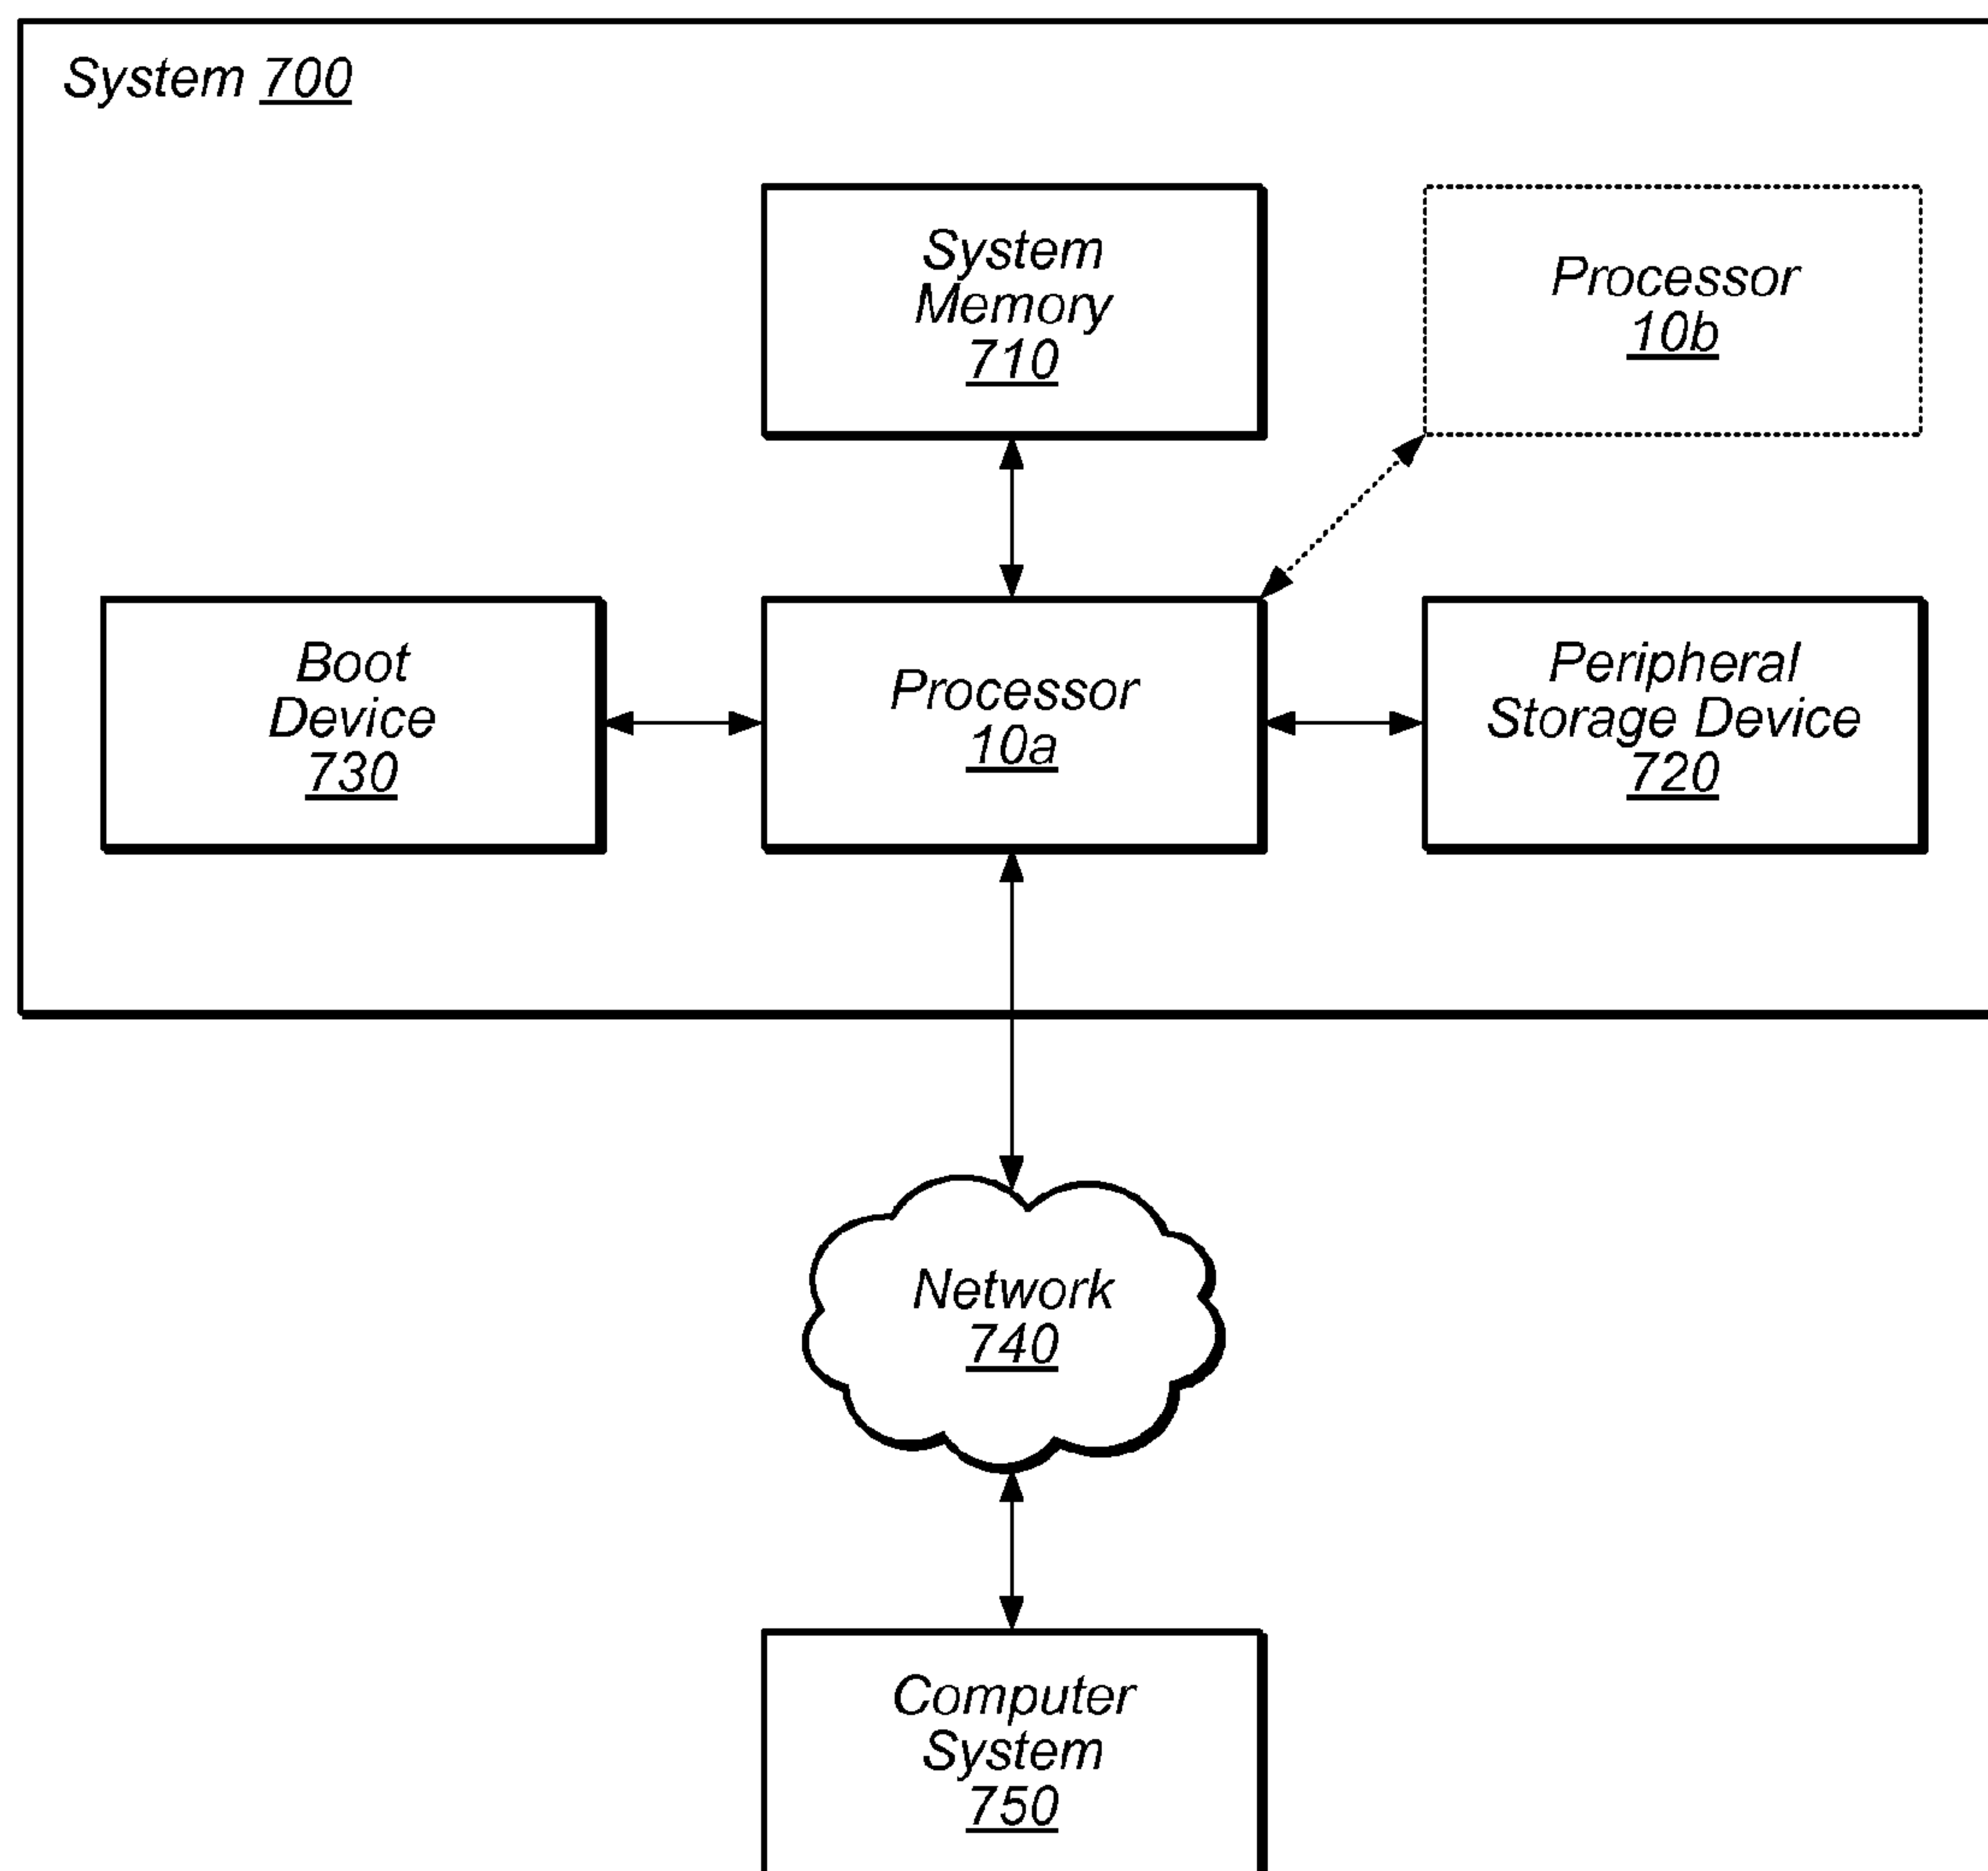 System 700
System
Memory
710
Processor
10b
Boot
Device
730
Processor
10a
Peripheral
Storage Device
720
Network
740
Computer
System
750